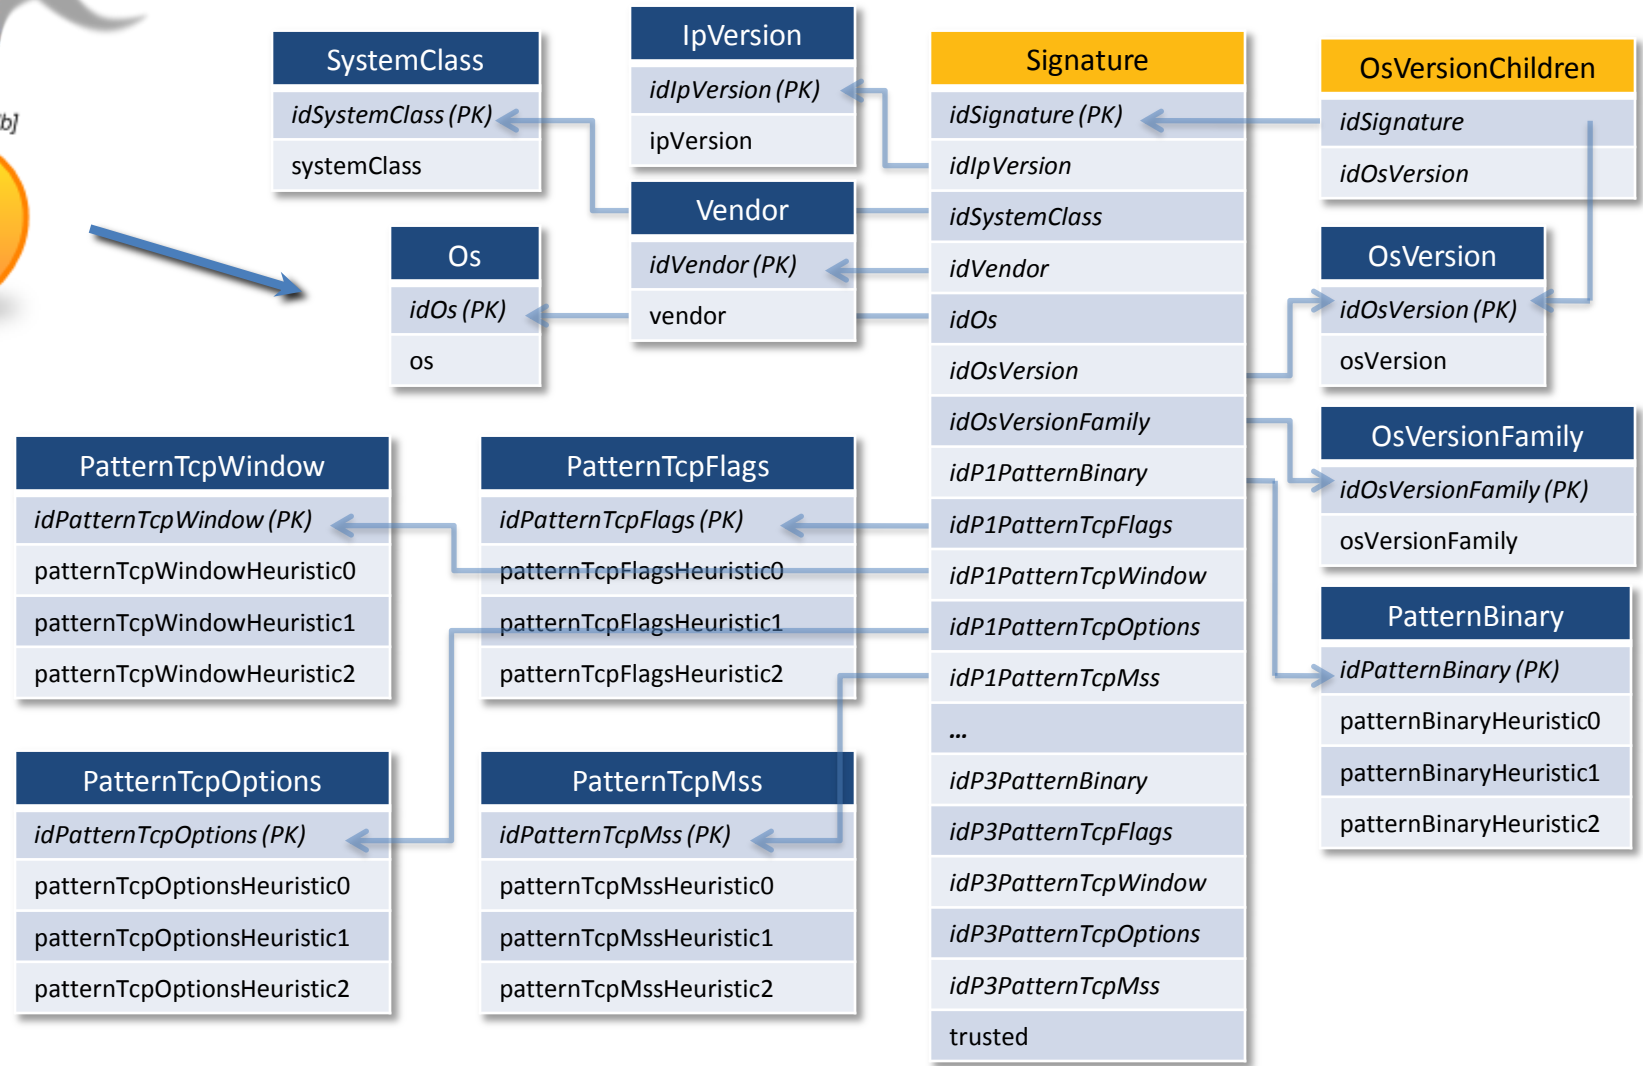 b]
SystemClass
idSystemClass (PK)
systemClass
IpVersion
idIpVersion (PK)
ipVersion
Vendor
idVendor (PK)
vendor
Os
idOs (PK)
os
Signature
idSignature (PK)
idIpVersion
idSystemClass
idVendor
idOs
idOsVersion
idOsVersionFamily
idP1PatternBinary
idP1PatternTcpFlags
idP1PatternTcpWindow
idP1PatternTcpOptions
idP1PatternTcpMss
...
idP3PatternBinary
idP3PatternTcpFlags
idP3PatternTcpWindow
idP3PatternTcpOptions
idP3PatternTcpMss
trusted
OsVersionChildren
idSignature
idOsVersion
OsVersion
idOsVersion (PK)
osVersion
OsVersionFamily
idOsVersionFamily (PK)
osVersionFamily
PatternBinary
idPatternBinary (PK)
patternBinaryHeuristic0
patternBinaryHeuristic1
patternBinaryHeuristic2
PatternTcpWindow
idPatternTcpWindow (PK)
patternTcpWindowHeuristic0
patternTcpWindowHeuristic1
patternTcpWindowHeuristic2
PatternTcpFlags
idPatternTcpFlags (PK)
patternTcpFlagsHeuristic0
patternTcpFlagsHeuristic1
patternTcpFlagsHeuristic2
PatternTcpOptions
idPatternTcpOptions (PK)
patternTcpOptionsHeuristic0
patternTcpOptionsHeuristic1
patternTcpOptionsHeuristic2
PatternTcpMss
idPatternTcpMss (PK)
patternTcpMssHeuristic0
patternTcpMssHeuristic1
patternTcpMssHeuristic2